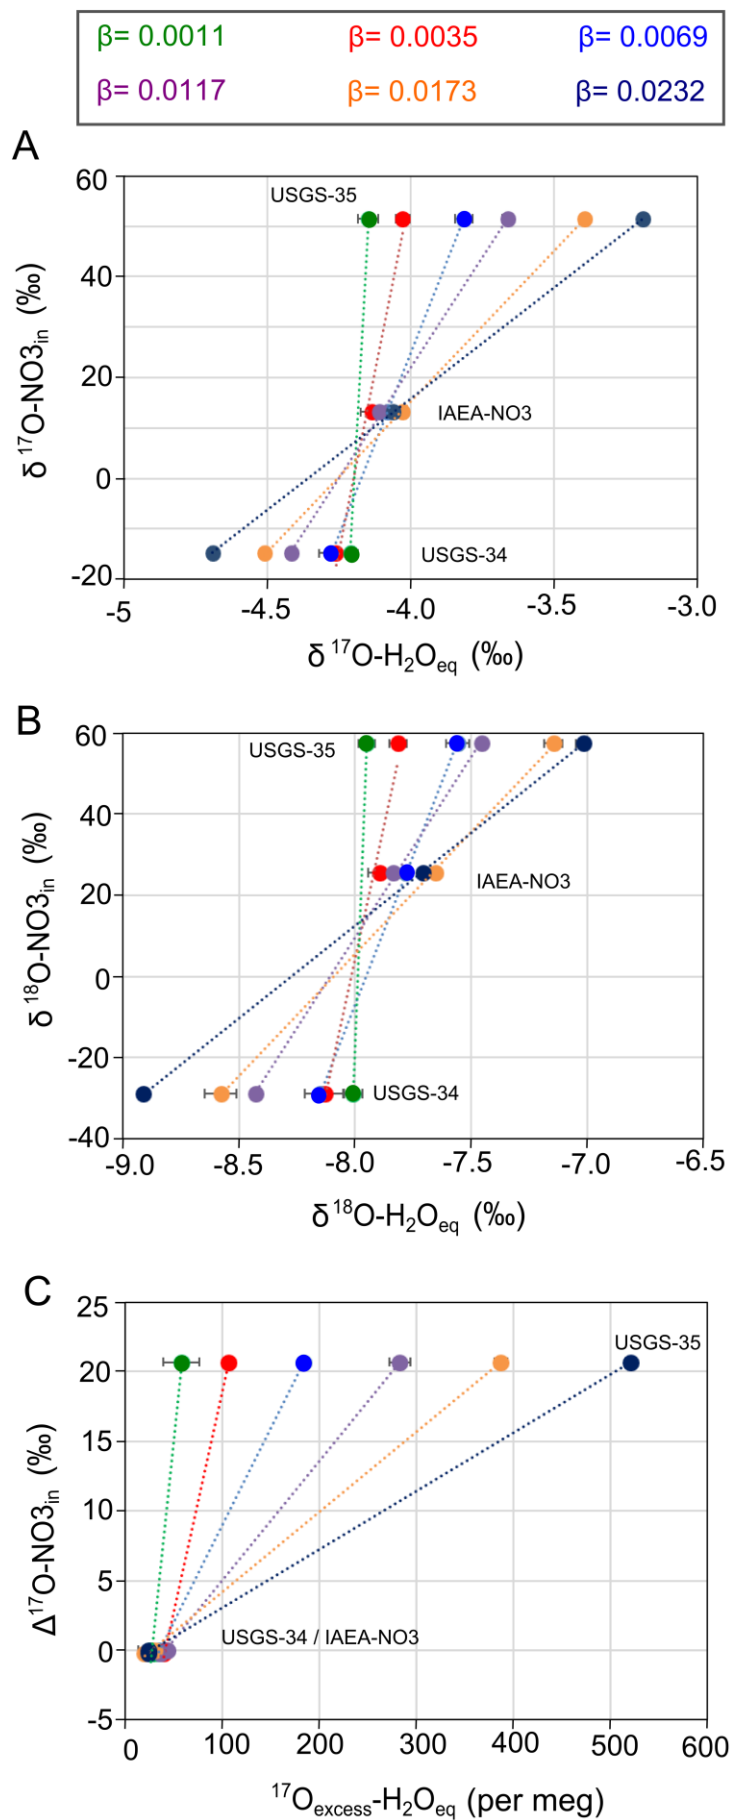 β= 0.0011 β= 0.0035 β= 0.0069
β= 0.0117 β= 0.0173 β= 0.0232
A
60
40
20
0
-20
δ ¹⁷O-NO3ᵢₙ (‰)
USGS-35
IAEA-NO3
USGS-34
-5 -4.5 -4.0 -3.5 -3.0
δ ¹⁷O-H₂O_eq (‰)
B
60
40
20
0
-20
-40
δ ¹⁸O-NO3ᵢₙ (‰)
USGS-35
IAEA-NO3
USGS-34
-9.0 -8.5 -8.0 -7.5 -7.0 -6.5
δ ¹⁸O-H₂O_eq (‰)
C
25
20
15
10
5
0
-5
Δ¹⁷O-NO3ᵢₙ (‰)
USGS-35
USGS-34 / IAEA-NO3
0 100 200 300 400 500 600
¹⁷O_excess-H₂O_eq (per meg)